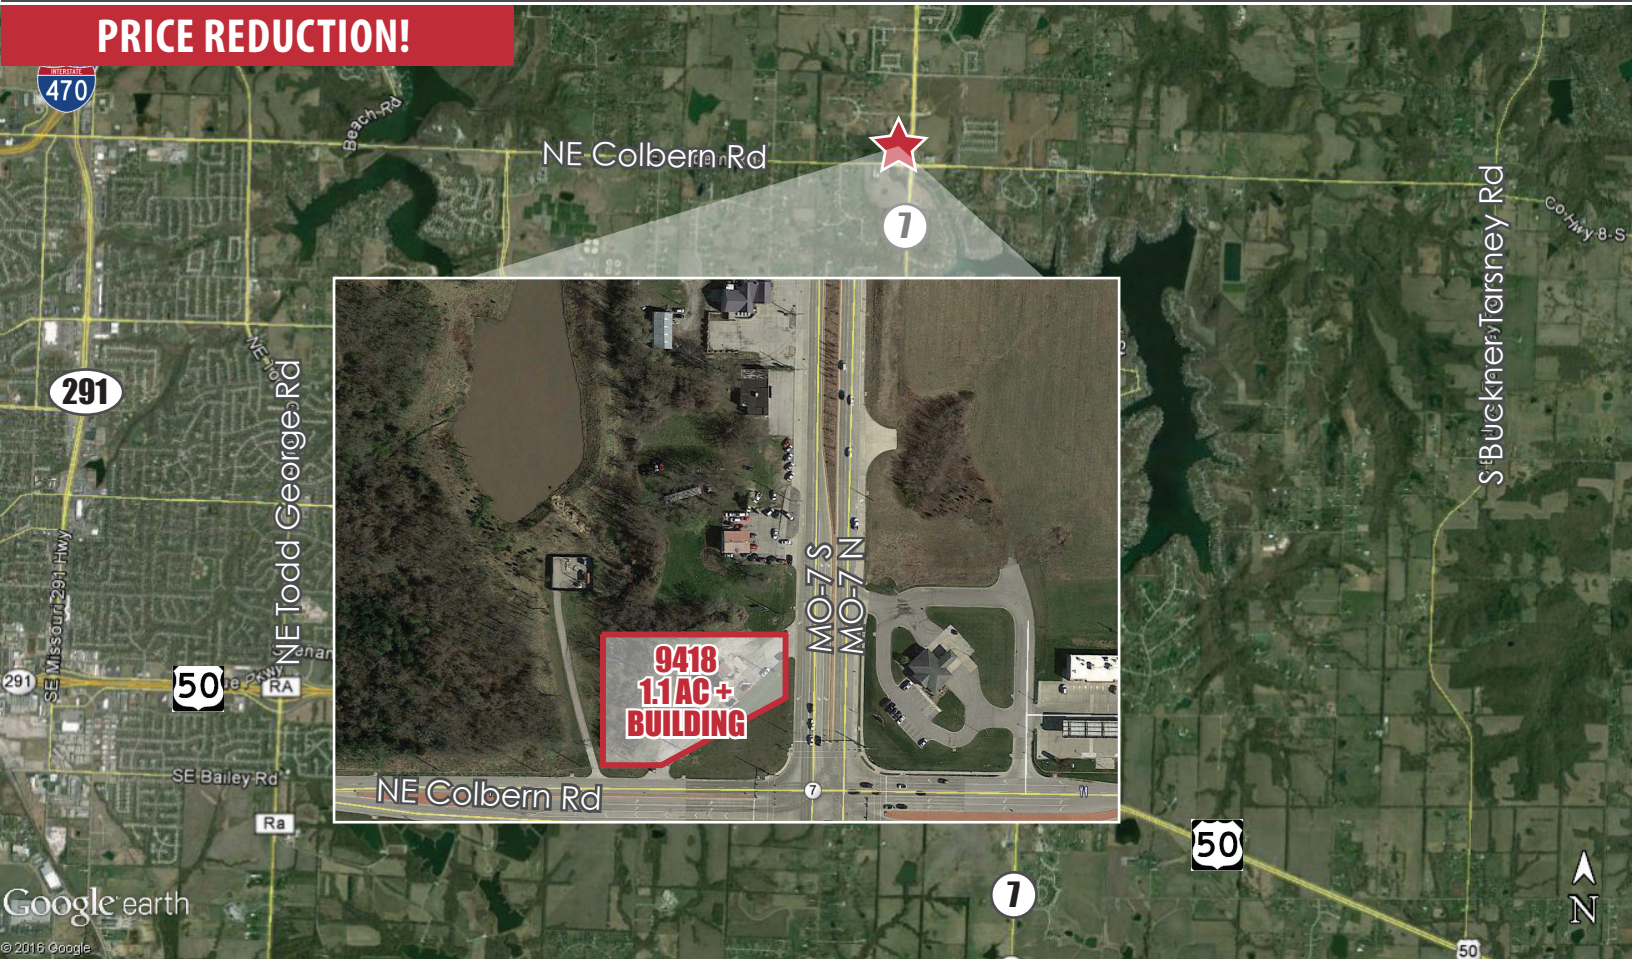 PRICE REDUCTION!
INTERSTATE
470
Beach Rd
NE Colbern Rd
7
Co Hwy 8-S
S Buckner Tarsney Rd
291
NE Todd George Rd
SE Missouri 291 Hwy
291
50
RA
SE Bailey Rd
Ra
MO-7 S
MO-7 N
9418
1.1 AC +
BUILDING
NE Colbern Rd
7
50
7
N
50
Google earth
© 2016 Google